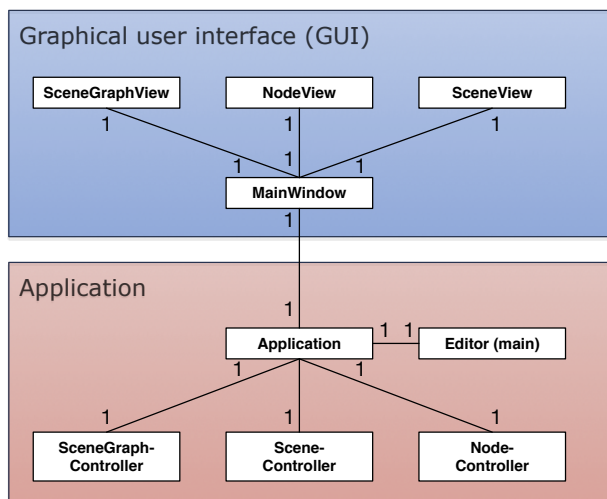 Graphical user interface (GUI)
SceneGraphView
NodeView
SceneView
1
1
1
1
1
1
MainWindow
1
Application
1
Application
1
1
Editor (main)
1
1
1
1
1
1
SceneGraph-
Controller
Scene-
Controller
Node-
Controller